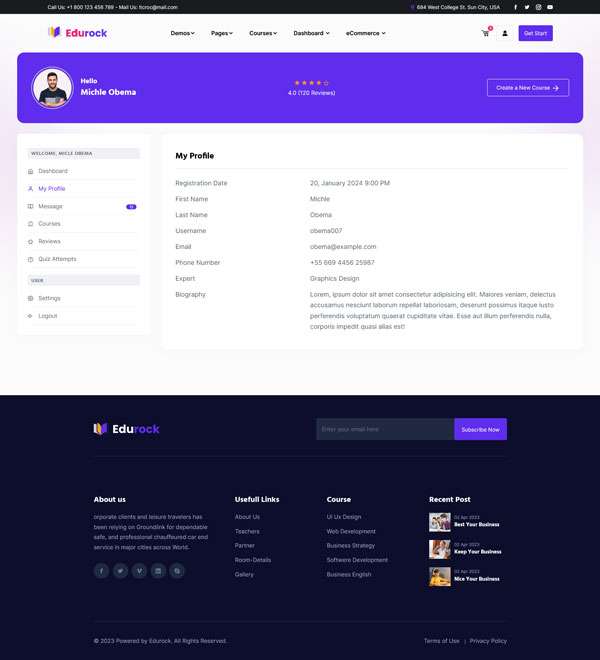 Call Us: +1 800 123 456 789 - Mail Us: Itcroc@mail.com
684 West College St. Sun City, USA
Edurock
Demos Pages Courses Dashboard eCommerce
Get Start
Hello
Michle Obema
4.0 (120 Reviews)
Create a New Course
WELCOME, MICLE OBEMA
Dashboard
My Profile
Message
Courses
Reviews
Quiz Attempts
USER
Settings
Logout
My Profile
Registration Date 20, January 2024 9:00 PM
First Name Michle
Last Name Obema
Username obema007
Email obema@example.com
Phone Number +55 669 4456 25987
Expert Graphics Design
Biography Lorem, ipsum dolor sit amet consectetur adipisicing elit. Maiores veniam, delectus
accusamus nesciunt laborum repellat laboriosam, deserunt possimus itaque iusto
perferendis voluptatum quaerat cupiditate vitae. Esse aut illum perferendis nulla,
corporis impedit quasi alias est!
Edurock
Enter your email here
Subscribe Now
About us
orporate clients and leisure travelers has
been relying on Groundlink for dependable
safe, and professional chauffeured car end
service in major cities across World.
Usefull Links
About Us
Teachers
Partner
Room-Details
Gallery
Course
Ui Ux Design
Web Development
Business Strategy
Softwere Development
Business English
Recent Post
02 Apr 2023
Best Your Business
02 Apr 2023
Keep Your Business
02 Apr 2023
Nice Your Business
© 2023 Powered by Edurock, All Rights Reserved.
Terms of Use | Privacy Policy